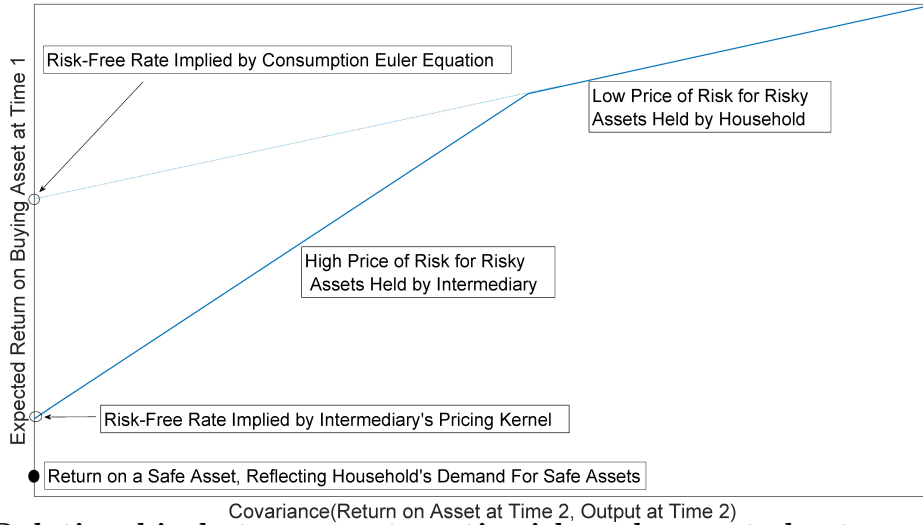 Risk-Free Rate Implied by Consumption Euler Equation
Expected Return on Buying Asset at Time 1
Low Price of Risk for Risky
Assets Held by Household
High Price of Risk for Risky
Assets Held by Intermediary
Risk-Free Rate Implied by Intermediary's Pricing Kernel
Return on a Safe Asset, Reflecting Household's Demand For Safe Assets
Covariance(Return on Asset at Time 2, Output at Time 2)